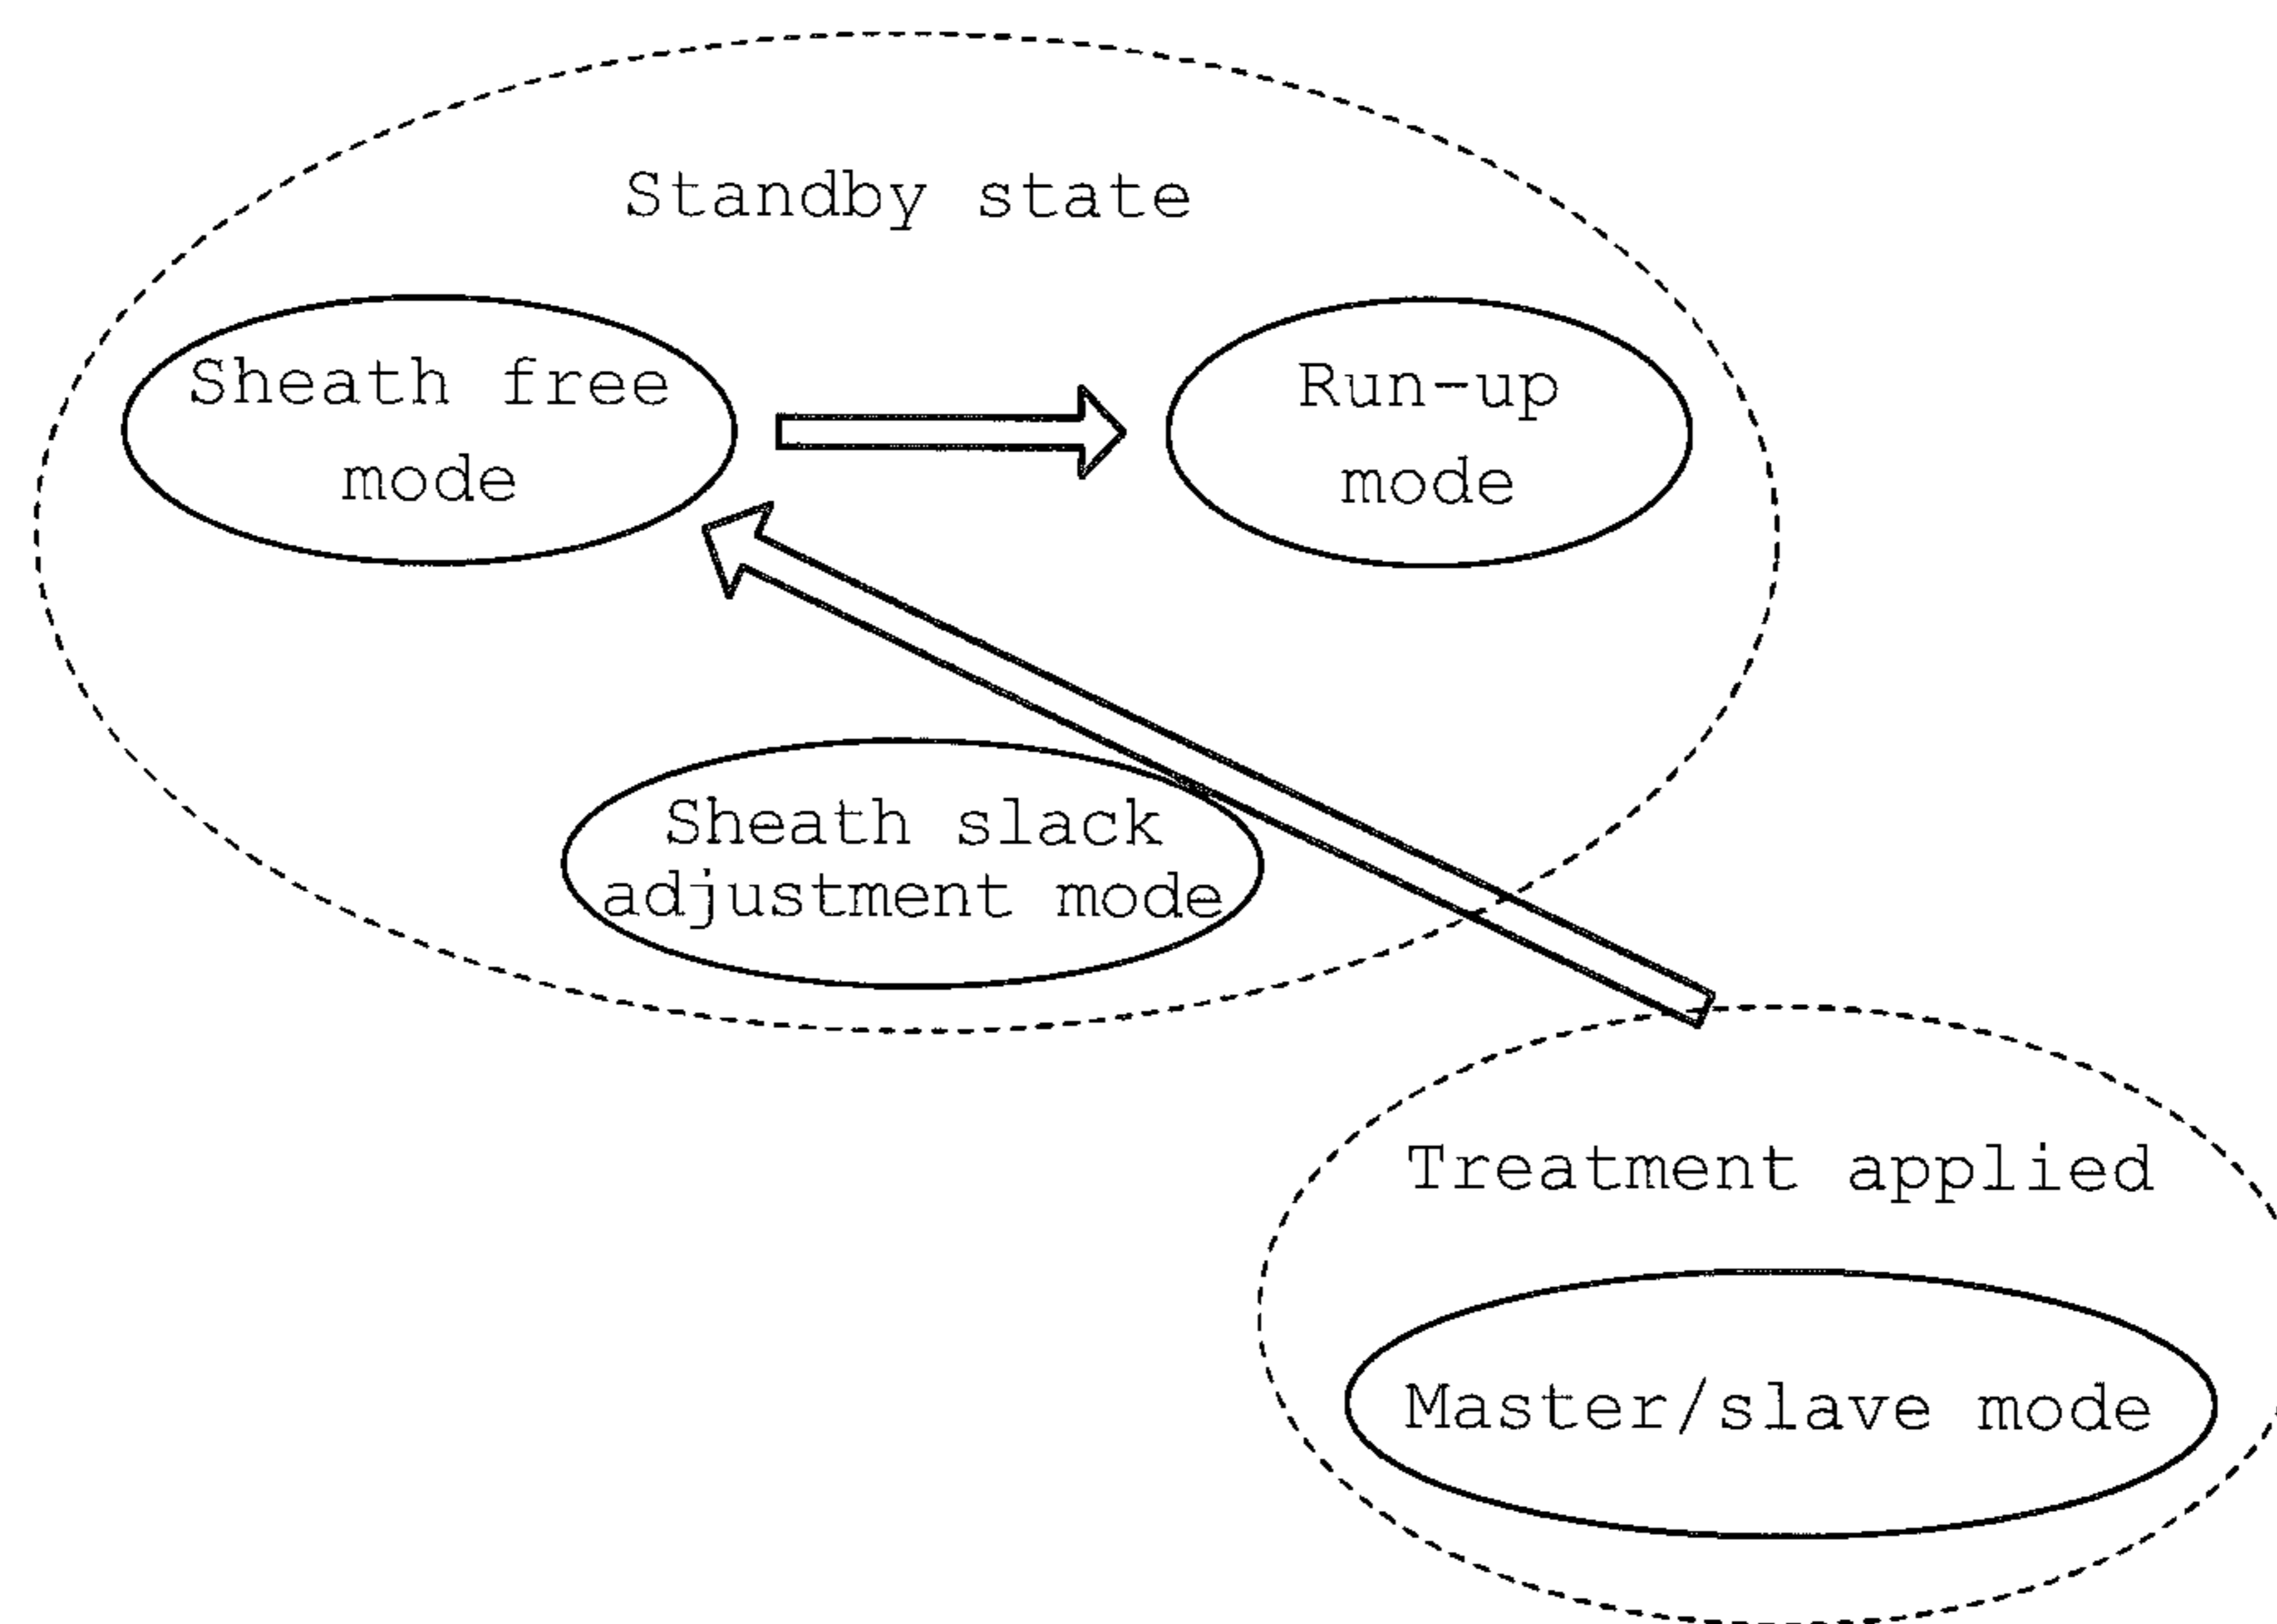 Standby state
Sheath free
mode
Run-up
mode
Sheath slack
adjustment mode
Treatment applied
Master/slave mode